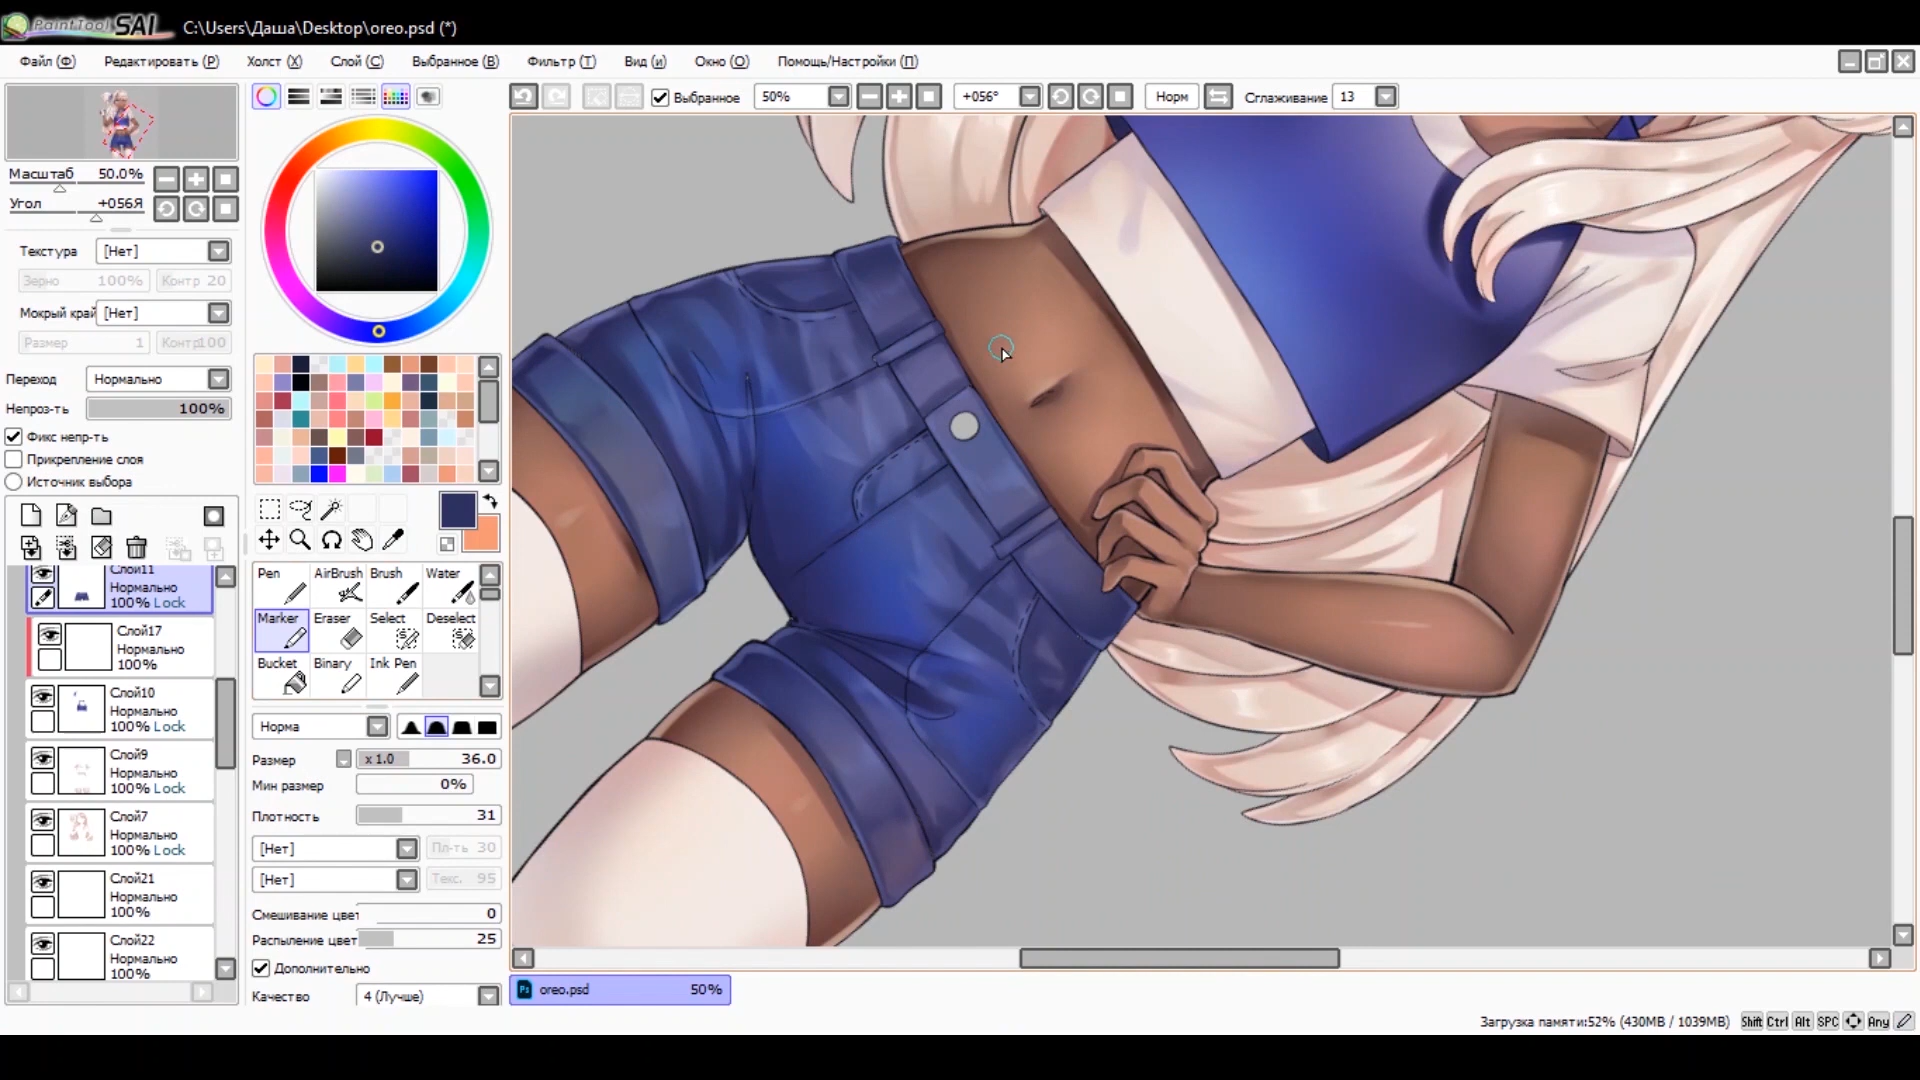 PaintTool SAI C:\Users\Даша\Desktop\oreo.psd (*)
Файл (Ф) Редактировать (Р) Холст (Х) Слой (С) Выбранное (В) Фильтр (Т) Вид (и) Окно (О) Помощь/Настройки (П)
Выбранное 50% +056° Норм Сглаживание 13
Масштаб 50.0%
Угол +056Я
Текстура [Нет]
Зерно 100% Контр 20
Мокрый край [Нет]
Размер 1 Контр100
Переход Нормально
Непроз-ть 100%
Фикс непр-ть
Прикрепление слоя
Источник выбора
Слой11
Нормально
100% Lock
Слой17
Нормально
100%
Слой10
Нормально
100% Lock
Слой9
Нормально
100% Lock
Слой7
Нормально
100% Lock
Слой21
Нормально
100%
Слой22
Нормально
100%
Pen AirBrush Brush Water
Marker Eraser Select Deselect
Bucket Binary Ink Pen
Норма
Размер x 1.0 36.0
Мин размер 0%
Плотность 31
[Нет] Пл-ть 30
[Нет] Текс. 95
Смешивание цвет 0
Распыление цвет 25
Дополнительно
Качество 4 (Лучше)
Ps oreo.psd 50%
Загрузка памяти:52% (430MB / 1039MB) Shift Ctrl Alt SPC Any